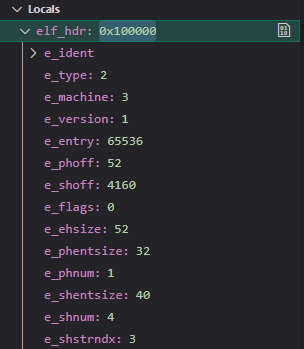 Locals
elf_hdr: 0x100000
e_ident
e_type: 2
e_machine: 3
e_version: 1
e_entry: 65536
e_phoff: 52
e_shoff: 4160
e_flags: 0
e_ehsize: 52
e_phentsize: 32
e_phnum: 1
e_shentsize: 40
e_shnum: 4
e_shstrndx: 3